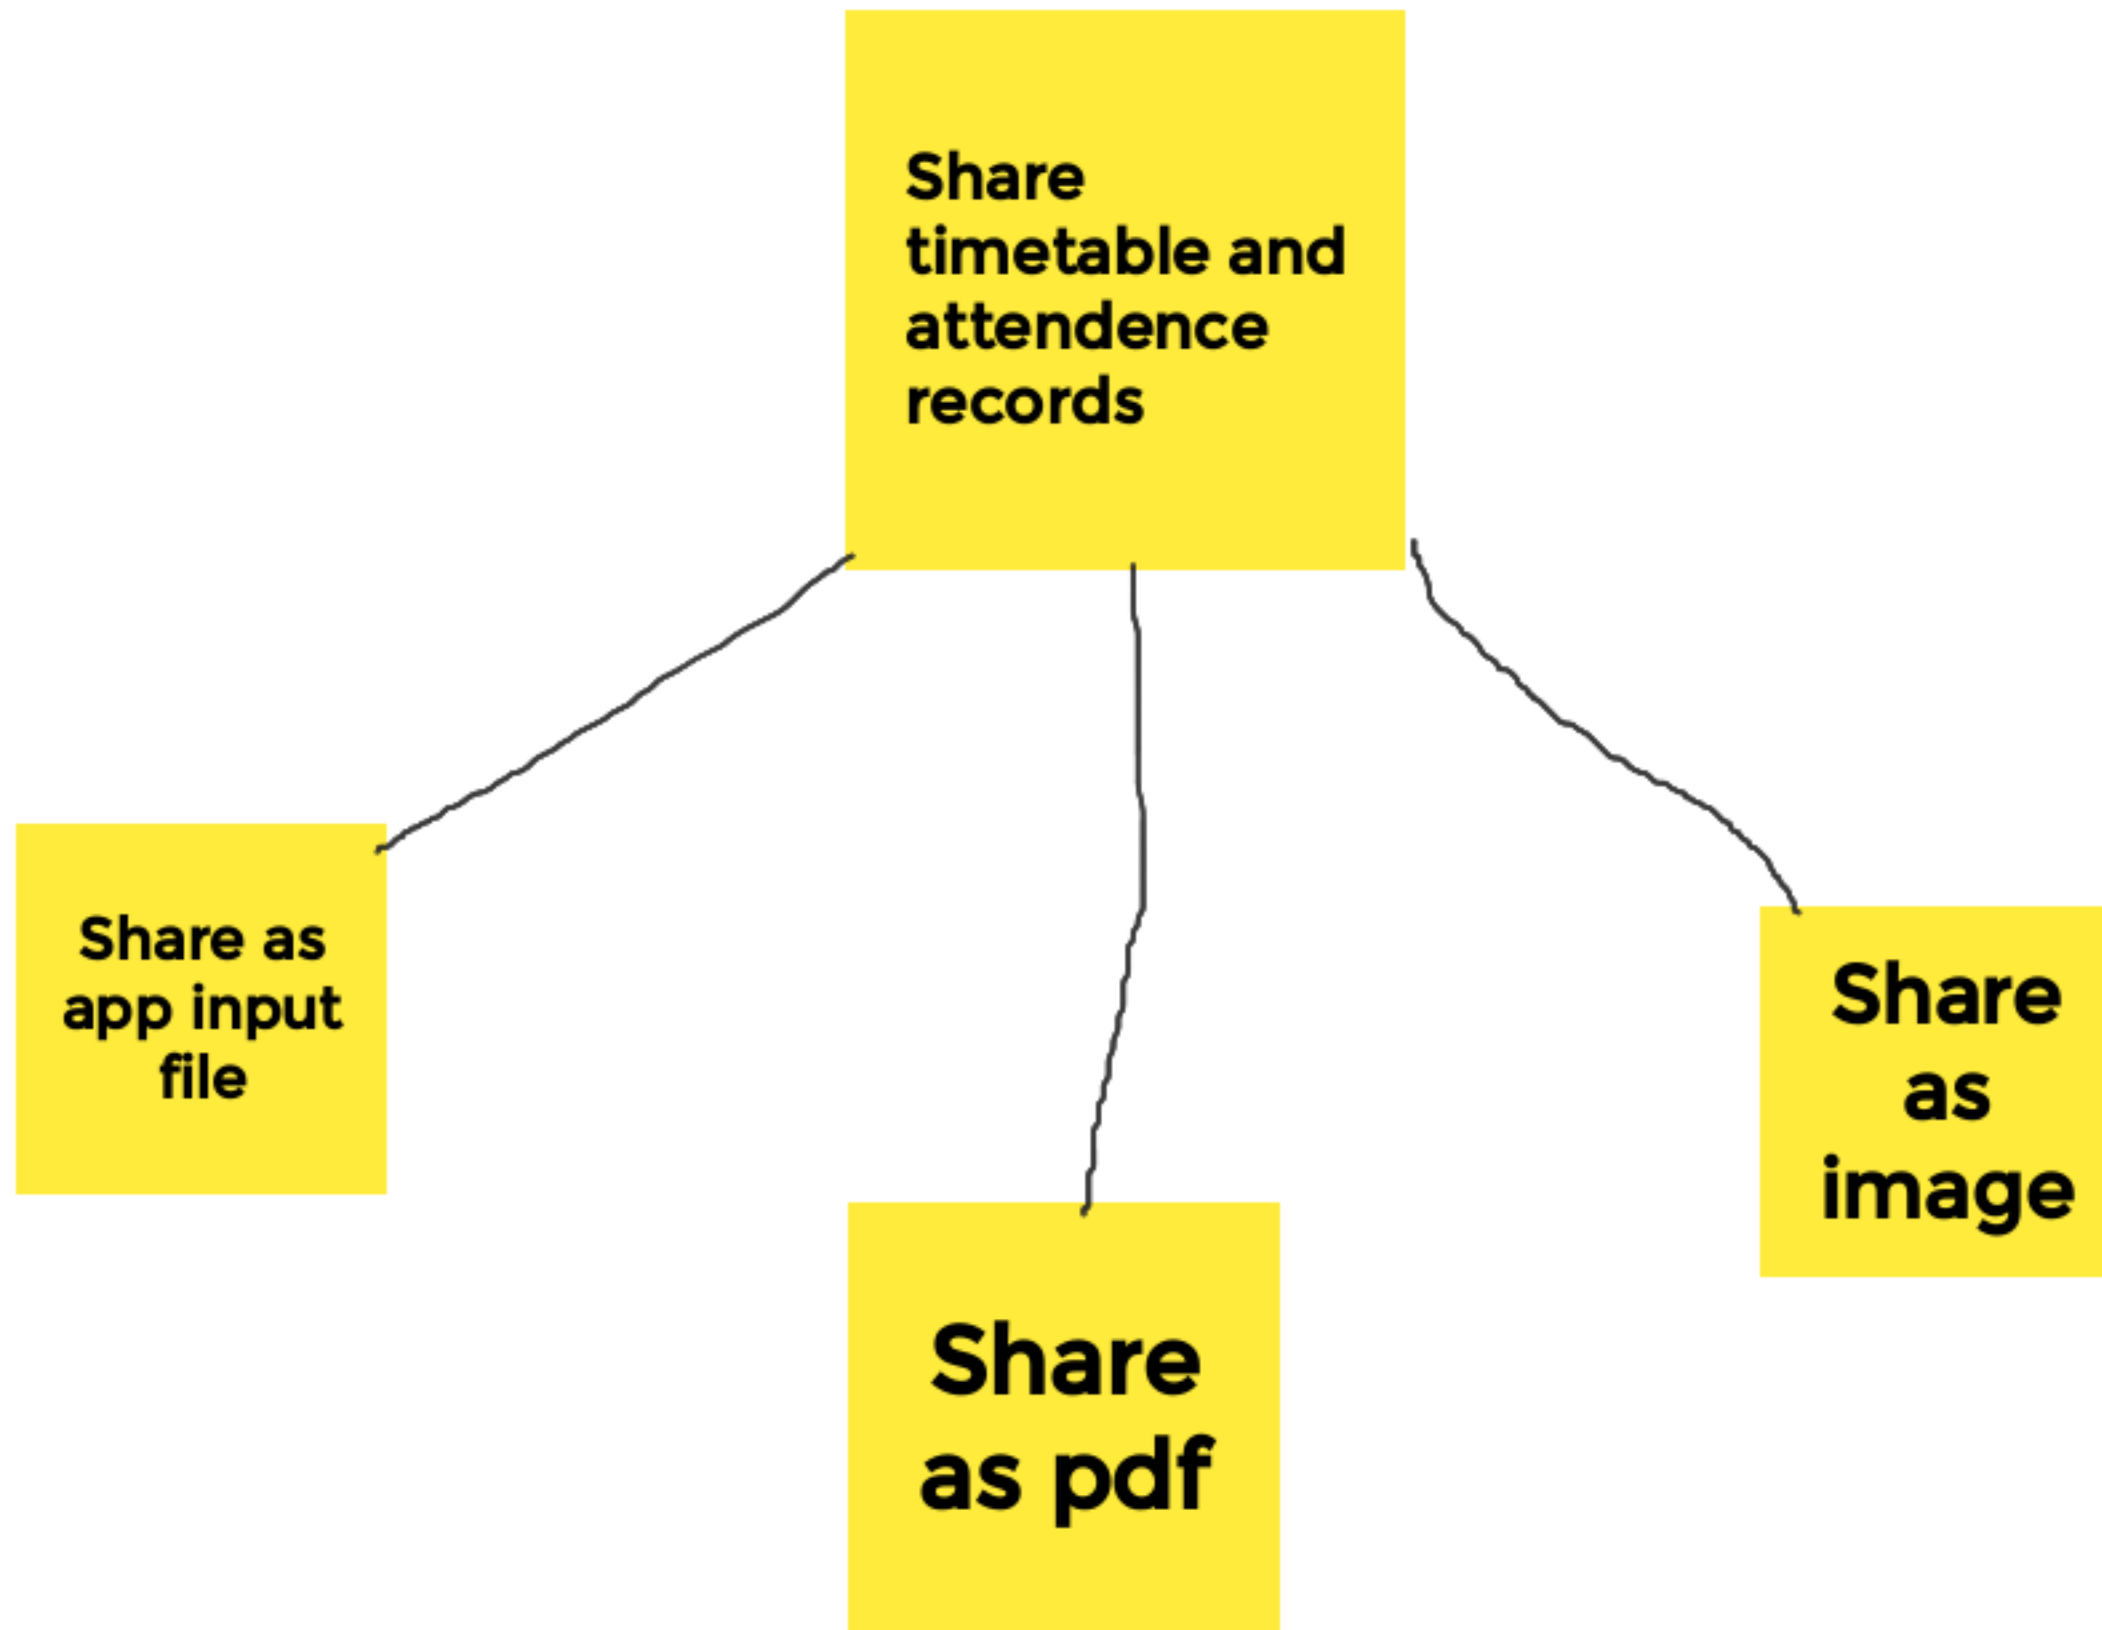 Share
timetable and
attendence
records
Share as
app input
file
Share
as pdf
Share
as
image